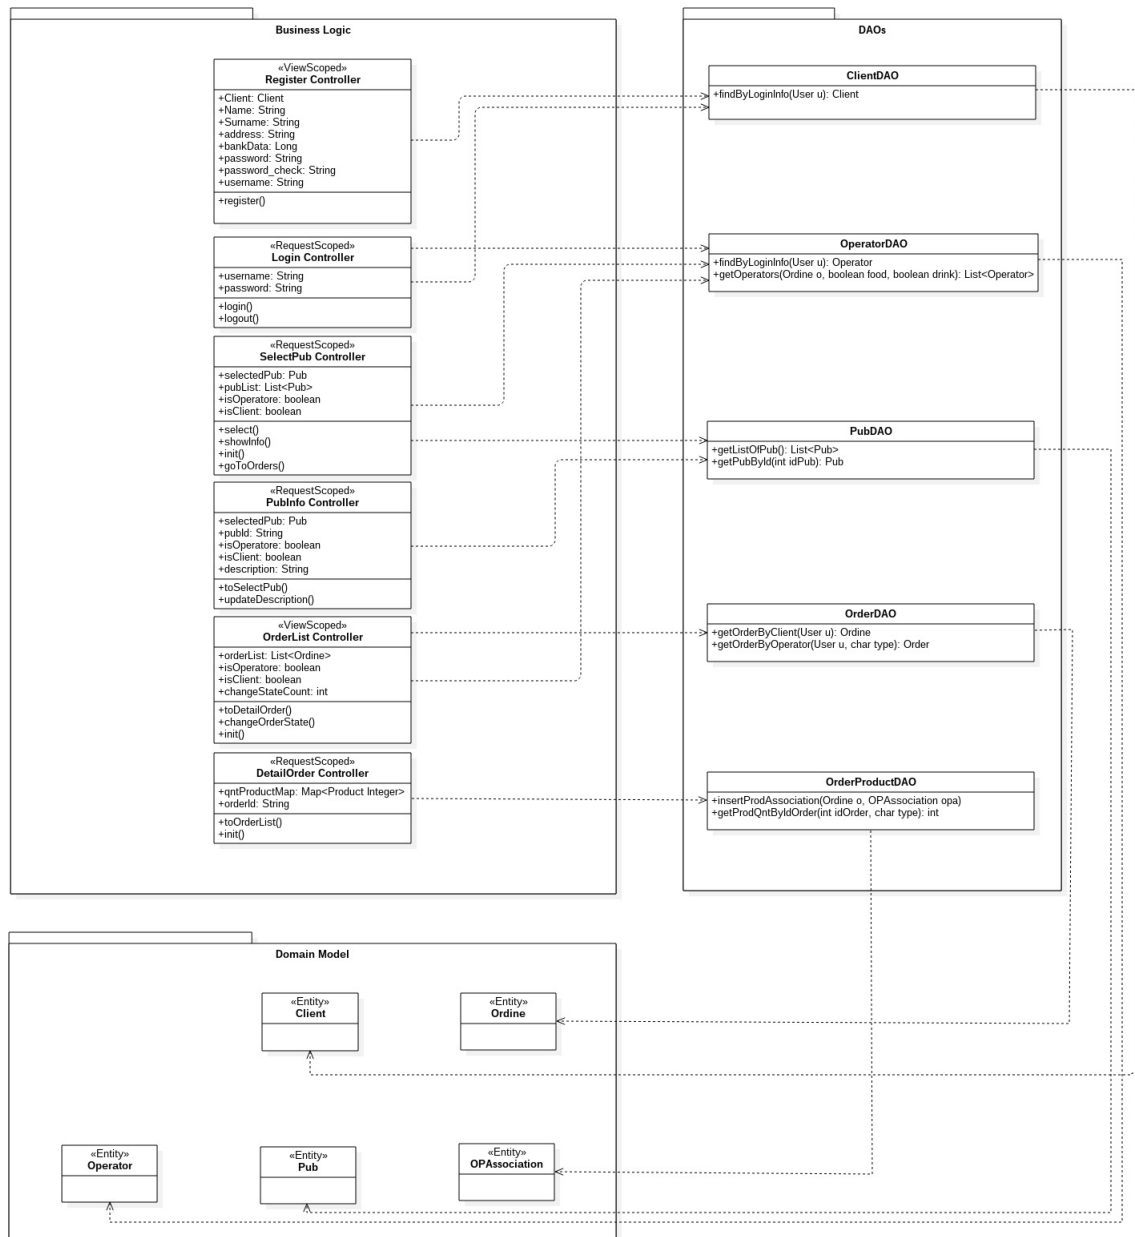 Business Logic
«ViewScoped»
Register Controller
+Client: Client
+Name: String
+Surname: String
+address: String
+bankData: Long
+password: String
+password_check: String
+username: String
+register()
«RequestScoped»
Login Controller
+username: String
+password: String
+login()
+logout()
«RequestScoped»
SelectPub Controller
+selectedPub: Pub
+pubList: List<Pub>
+isOperatore: boolean
+isClient: boolean
+select()
+showInfo()
+init()
+goToOrders()
«RequestScoped»
PubInfo Controller
+selectedPub: Pub
+pubId: String
+isOperatore: boolean
+isClient: boolean
+description: String
+toSelectPub()
+updateDescription()
«ViewScoped»
OrderList Controller
+orderList: List<Ordine>
+isOperatore: boolean
+isClient: boolean
+changeStateCount: int
+toDetailOrder()
+changeOrderState()
+init()
«RequestScoped»
DetailOrder Controller
+qntProductMap: Map<Product Integer>
+orderId: String
+toOrderList()
+init()
DAOs
ClientDAO
+findByLoginInfo(User u): Client
OperatorDAO
+findByLoginInfo(User u): Operator
+getOperators(Ordine o, boolean food, boolean drink): List<Operator>
PubDAO
+getListOfPub(): List<Pub>
+getPubById(int idPub): Pub
OrderDAO
+getOrderByClient(User u): Ordine
+getOrderByOperator(User u, char type): Order
OrderProductDAO
+insertProdAssociation(Ordine o, OPAssociation opa)
+getProdQntByIdOrder(int idOrder, char type): int
Domain Model
«Entity»
Client
«Entity»
Ordine
«Entity»
Operator
«Entity»
Pub
«Entity»
OPAssociation